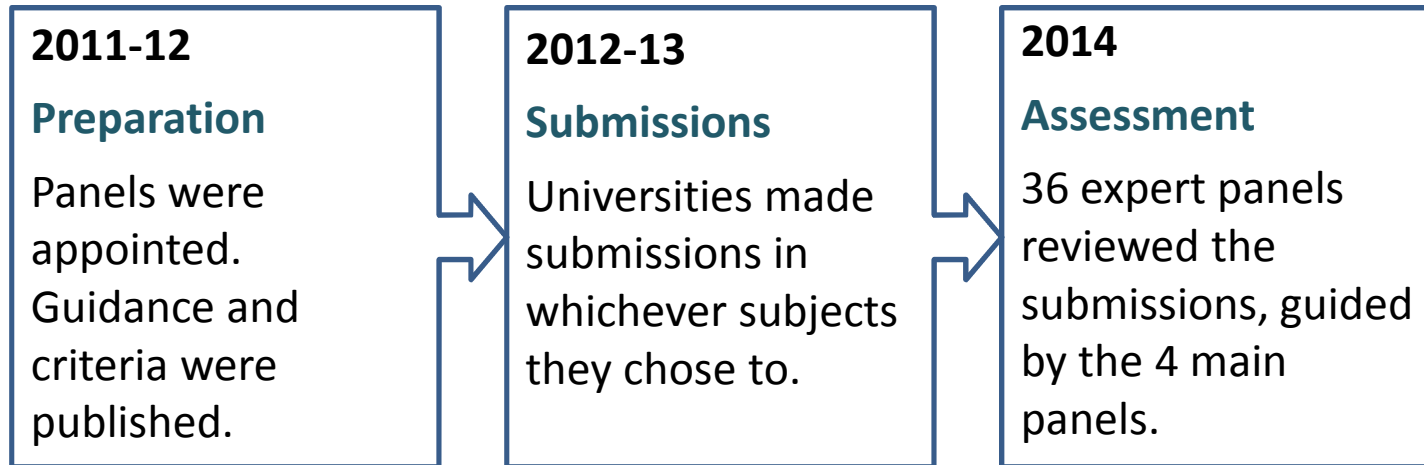 2011-12
Preparation
Panels were
appointed.
Guidance and
criteria were
published.
2012-13
Submissions
Universities made
submissions in
whichever subjects
they chose to.
2014
Assessment
36 expert panels
reviewed the
submissions, guided
by the 4 main
panels.